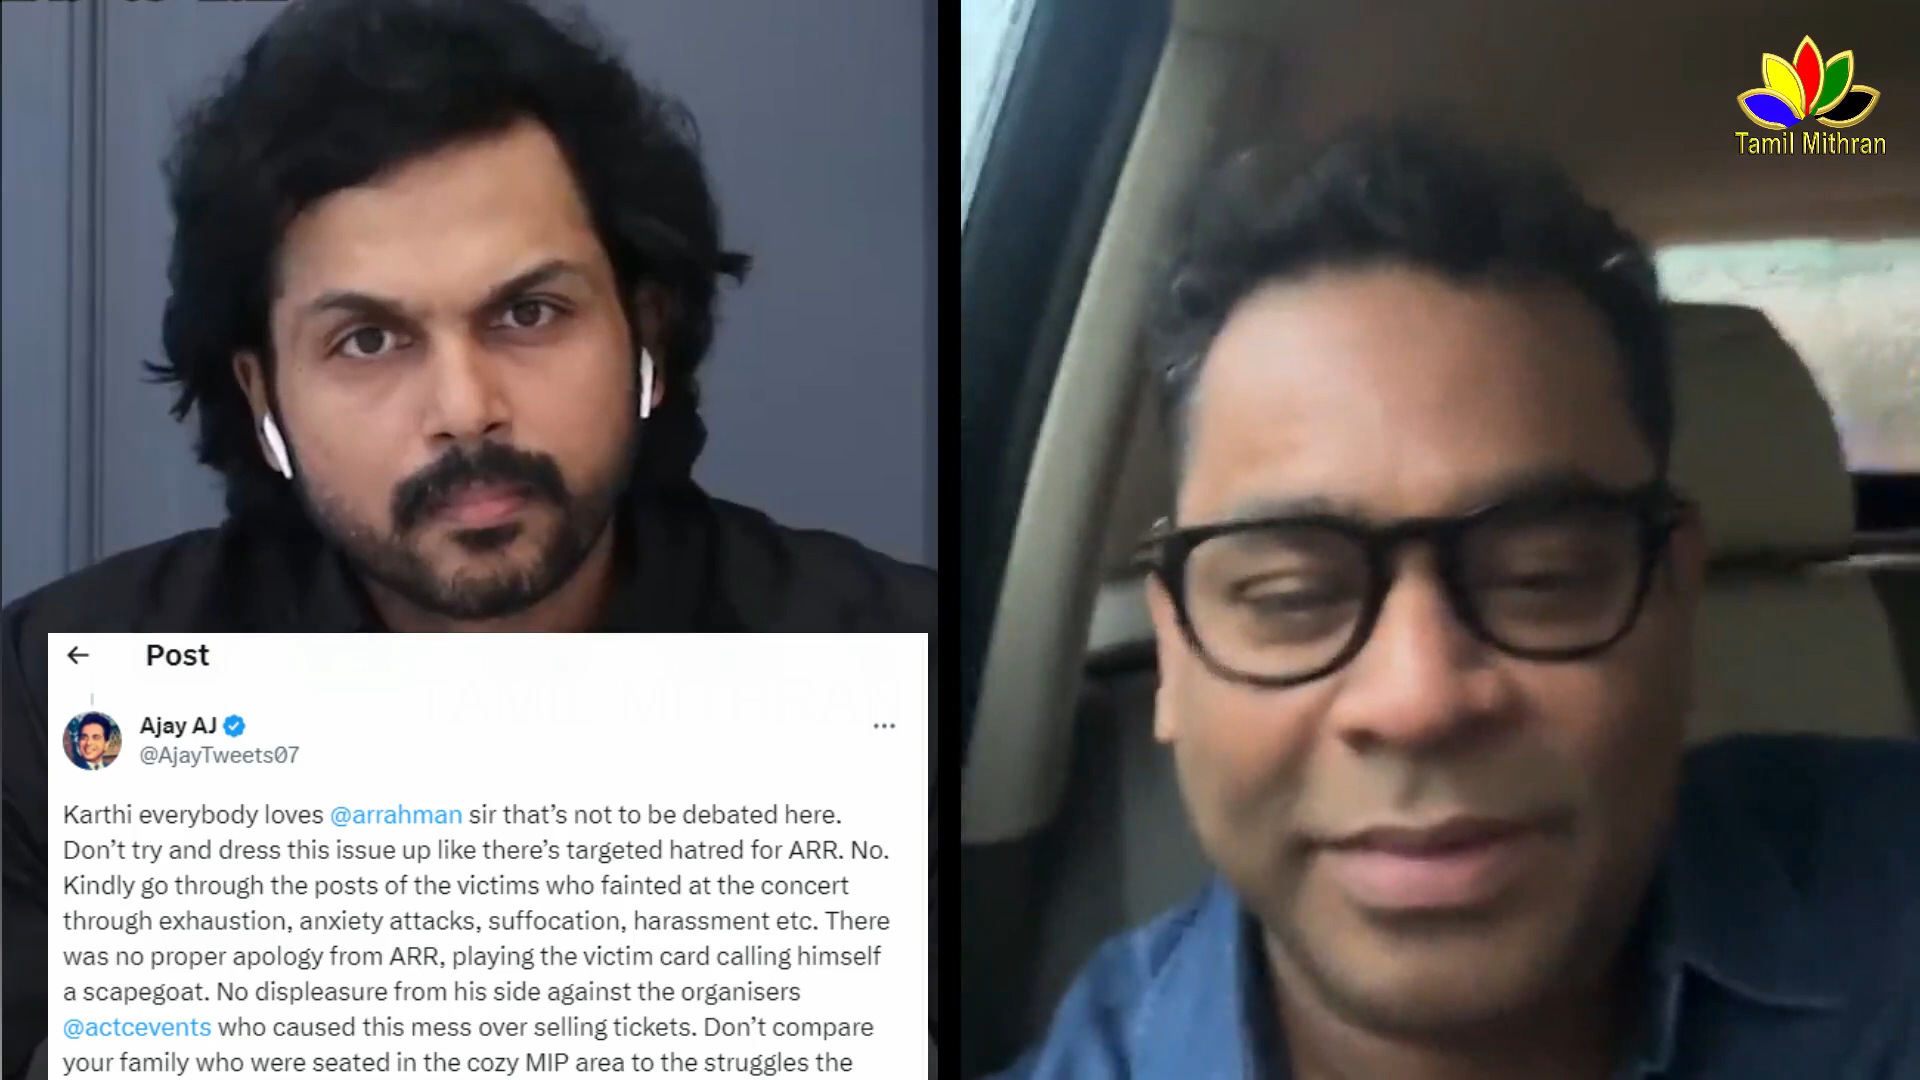 Tamil Mithran
Post
Ajay AJ
@AjayTweets07
Karthi everybody loves @arrahman sir that's not to be debated here.
Don't try and dress this issue up like there's targeted hatred for ARR. No.
Kindly go through the posts of the victims who fainted at the concert
through exhaustion, anxiety attacks, suffocation, harassment etc. There
was no proper apology from ARR, playing the victim card calling himself
a scapegoat. No displeasure from his side against the organisers
@actcevents who caused this mess over selling tickets. Don't compare
your family who were seated in the cozy MIP area to the struggles the